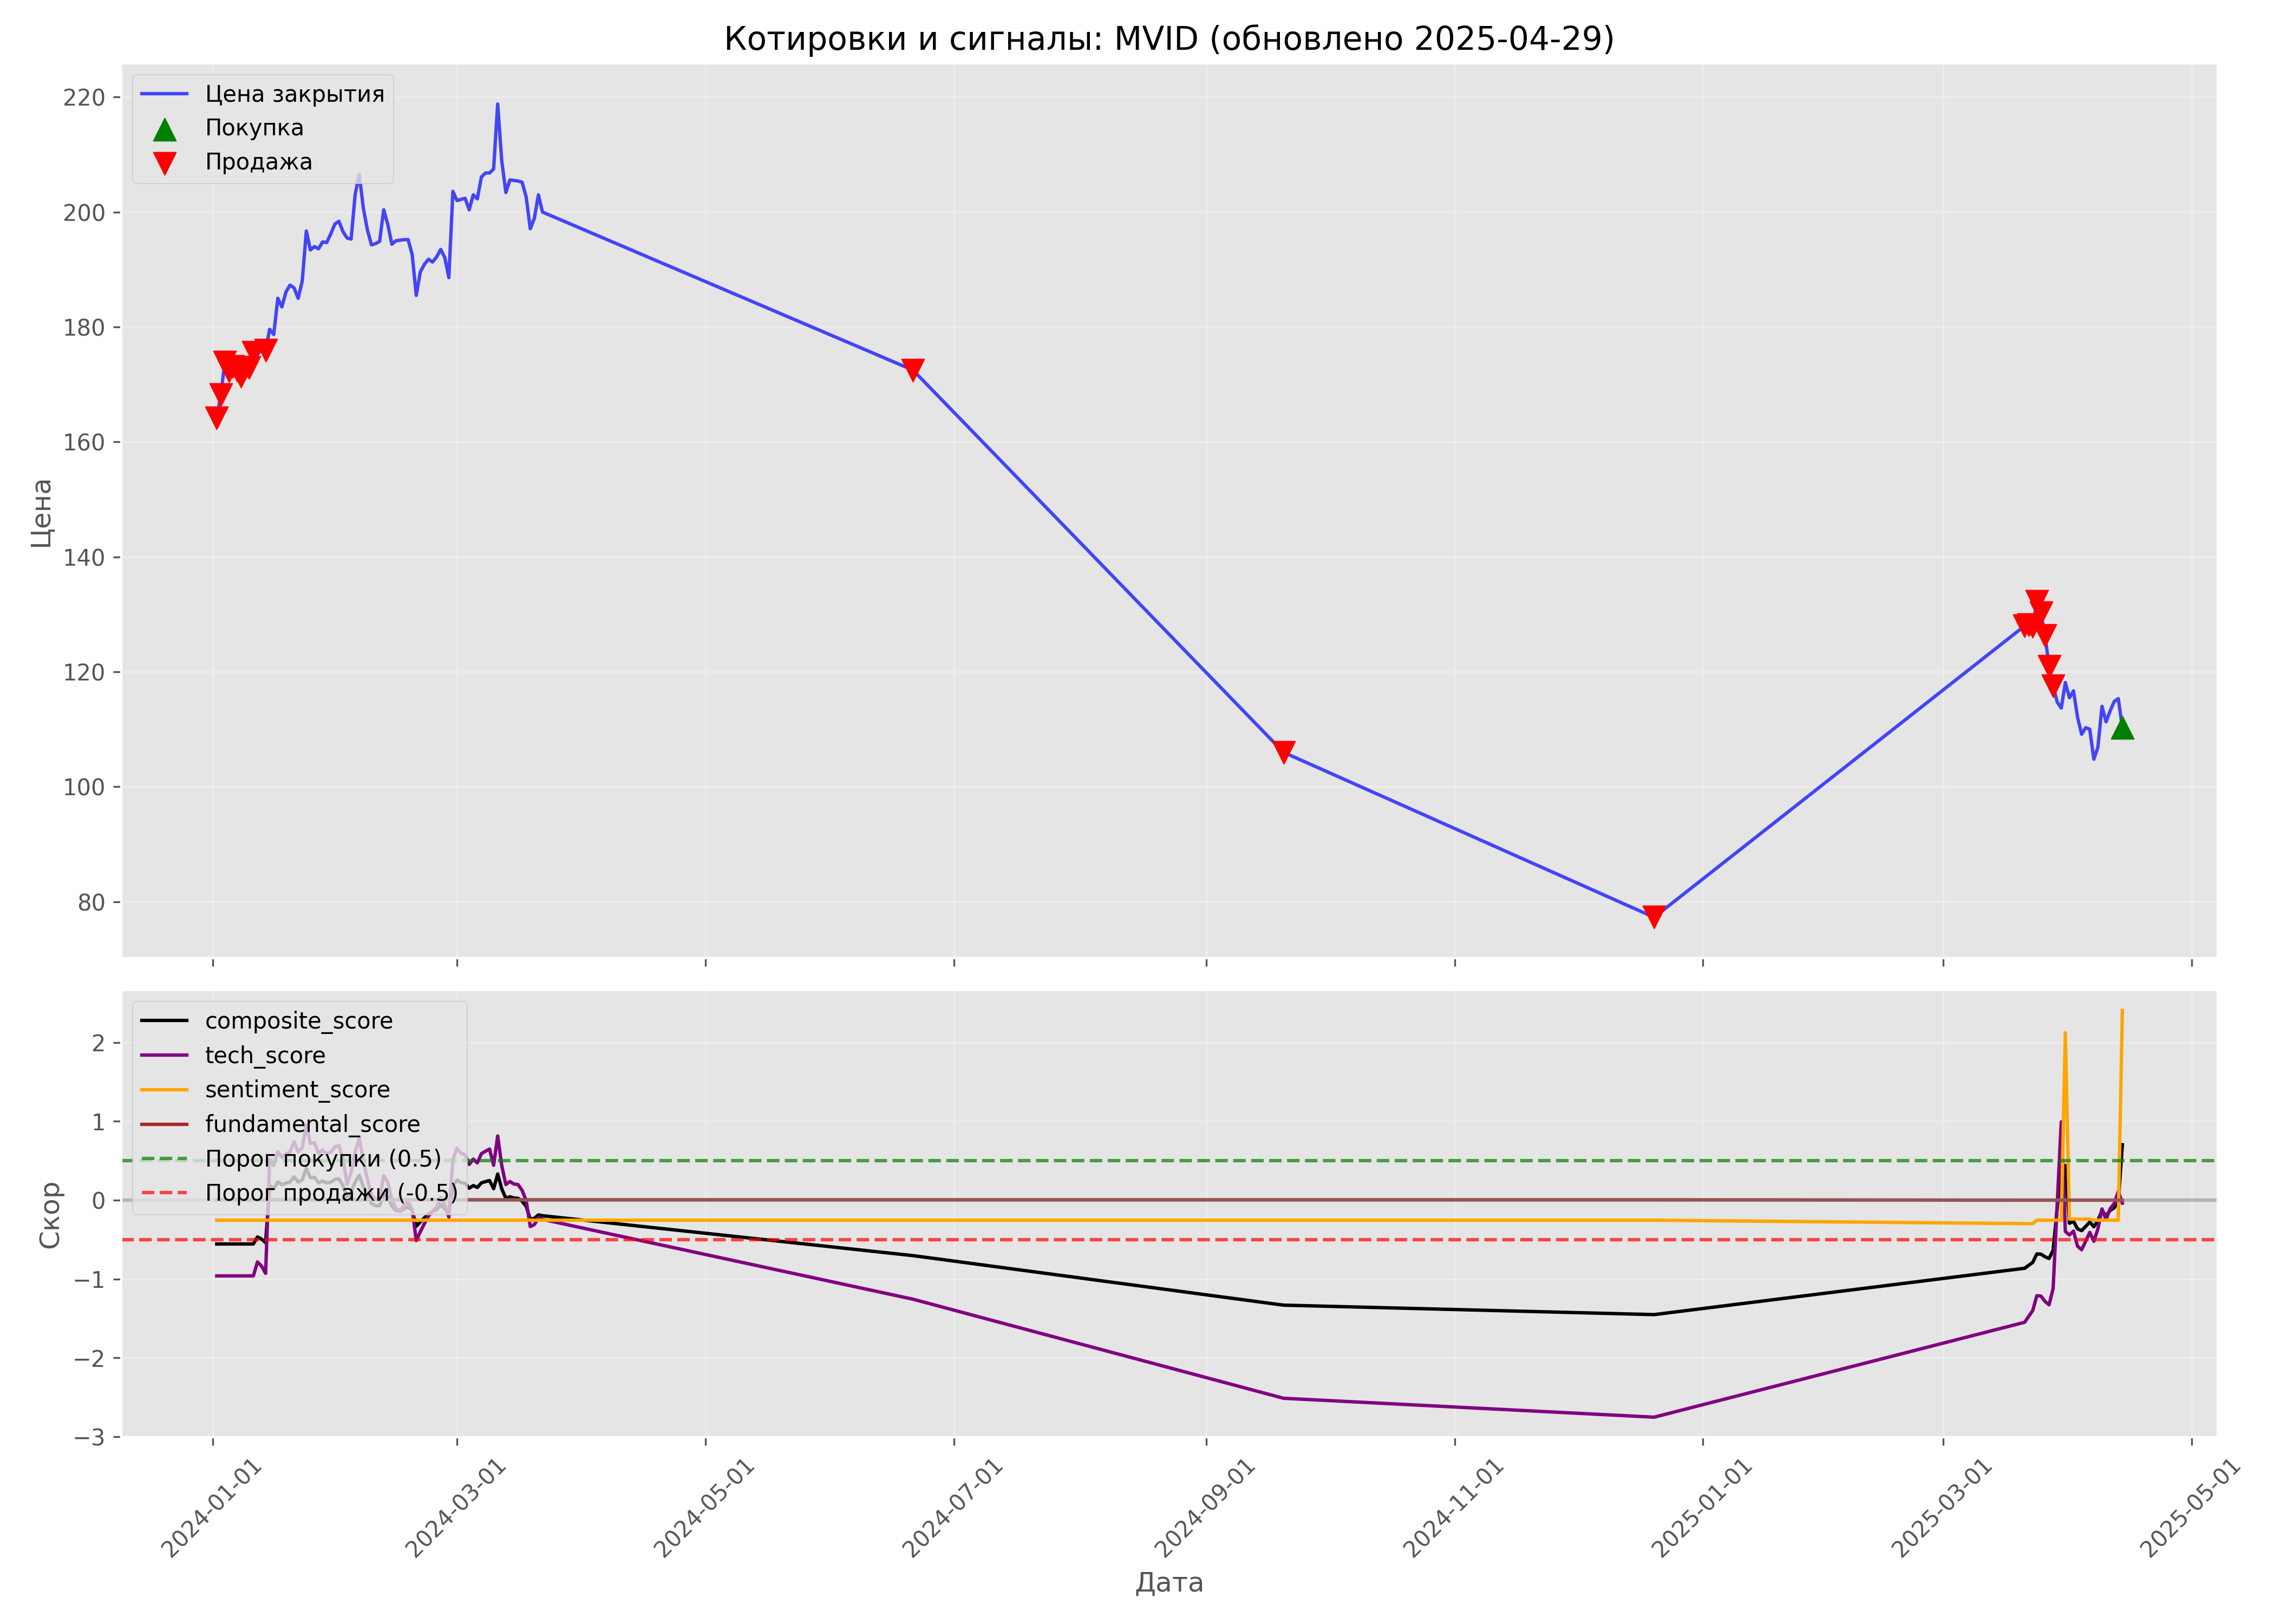 Котировки и сигналы: MVID (обновлено 2025-04-29)
Цена закрытия
Покупка
Продажа
220
200
180
160
140
120
100
80
Цена
composite_score
tech_score
sentiment_score
fundamental_score
Порог покупки (0.5)
Порог продажи (-0.5)
2
1
0
−1
−2
−3
Скор
2024-01-01
2024-03-01
2024-05-01
2024-07-01
2024-09-01
2024-11-01
2025-01-01
2025-03-01
2025-05-01
Дата